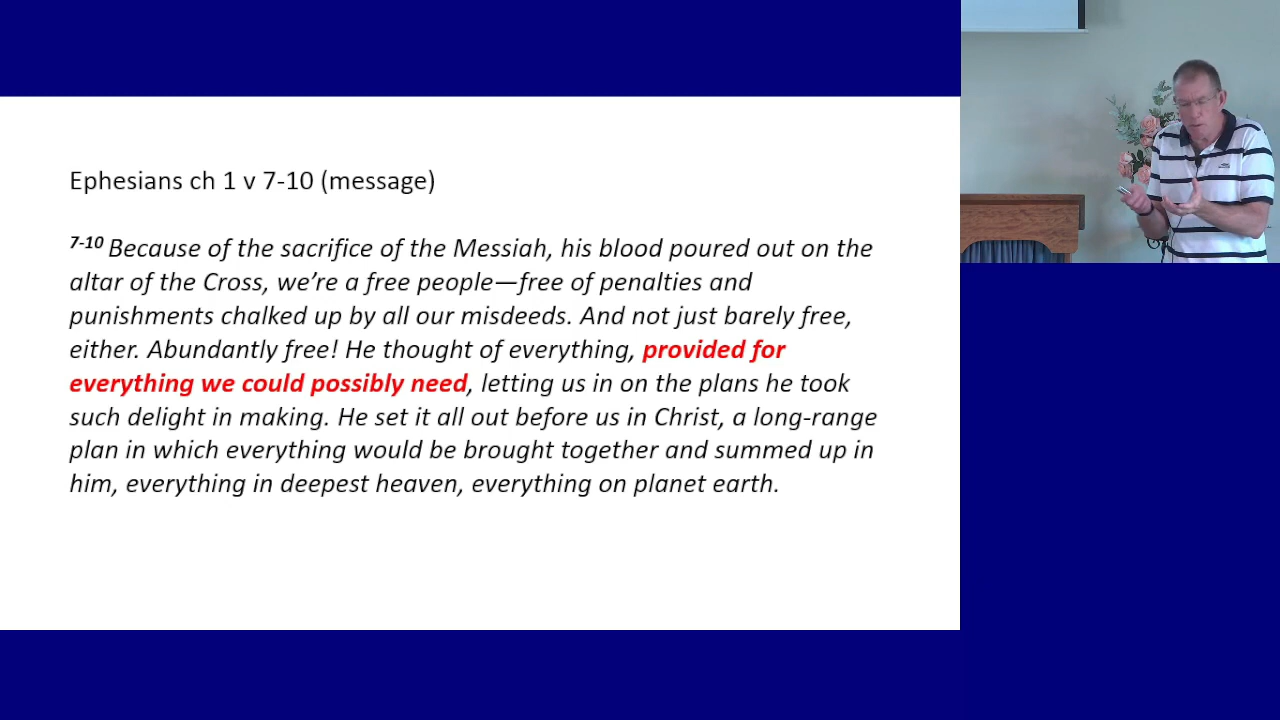 Ephesians ch 1 v 7-10 (message)
7-10 Because of the sacrifice of the Messiah, his blood poured out on the
altar of the Cross, we’re a free people—free of penalties and
punishments chalked up by all our misdeeds. And not just barely free,
either. Abundantly free! He thought of everything, provided for
everything we could possibly need, letting us in on the plans he took
such delight in making. He set it all out before us in Christ, a long-range
plan in which everything would be brought together and summed up in
him, everything in deepest heaven, everything on planet earth.